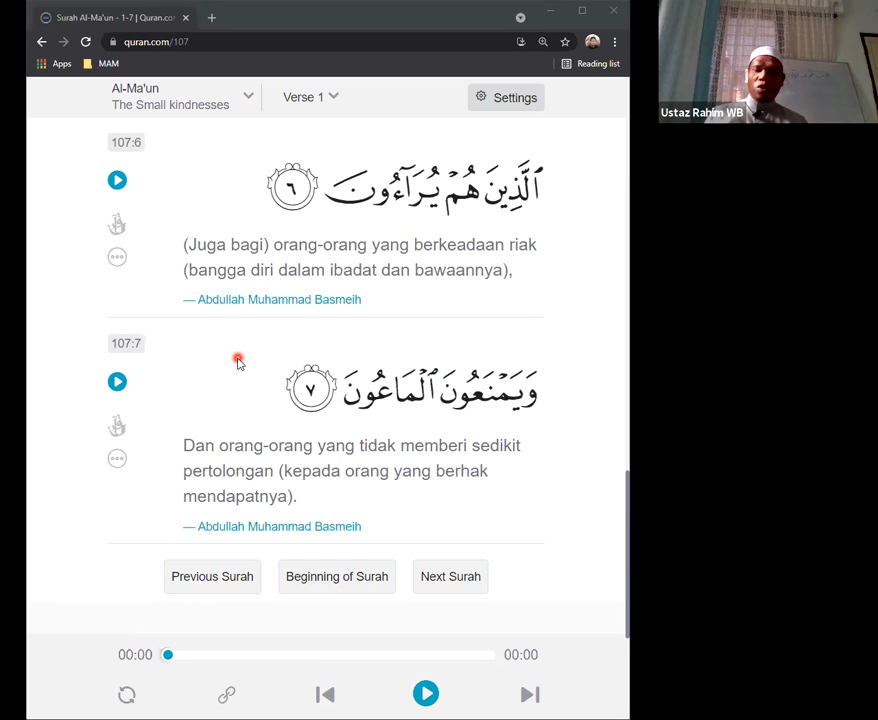 Surah Al-Ma'un - 1-7 | Quran.co
quran.com/107
Apps
MAM
Reading list
Al-Ma'un
The Small kindnesses
Verse 1
Settings
107:6
ٱلَّذِينَ هُمۡ يُرَآءُونَ ٦
(Juga bagi) orang-orang yang berkeadaan riak
(bangga diri dalam ibadat dan bawaannya),
— Abdullah Muhammad Basmeih
107:7
وَيَمۡنَعُونَ ٱلۡمَاعُونَ ٧
Dan orang-orang yang tidak memberi sedikit
pertolongan (kepada orang yang berhak
mendapatnya).
— Abdullah Muhammad Basmeih
Previous Surah
Beginning of Surah
Next Surah
00:00
00:00
Ustaz Rahim WB